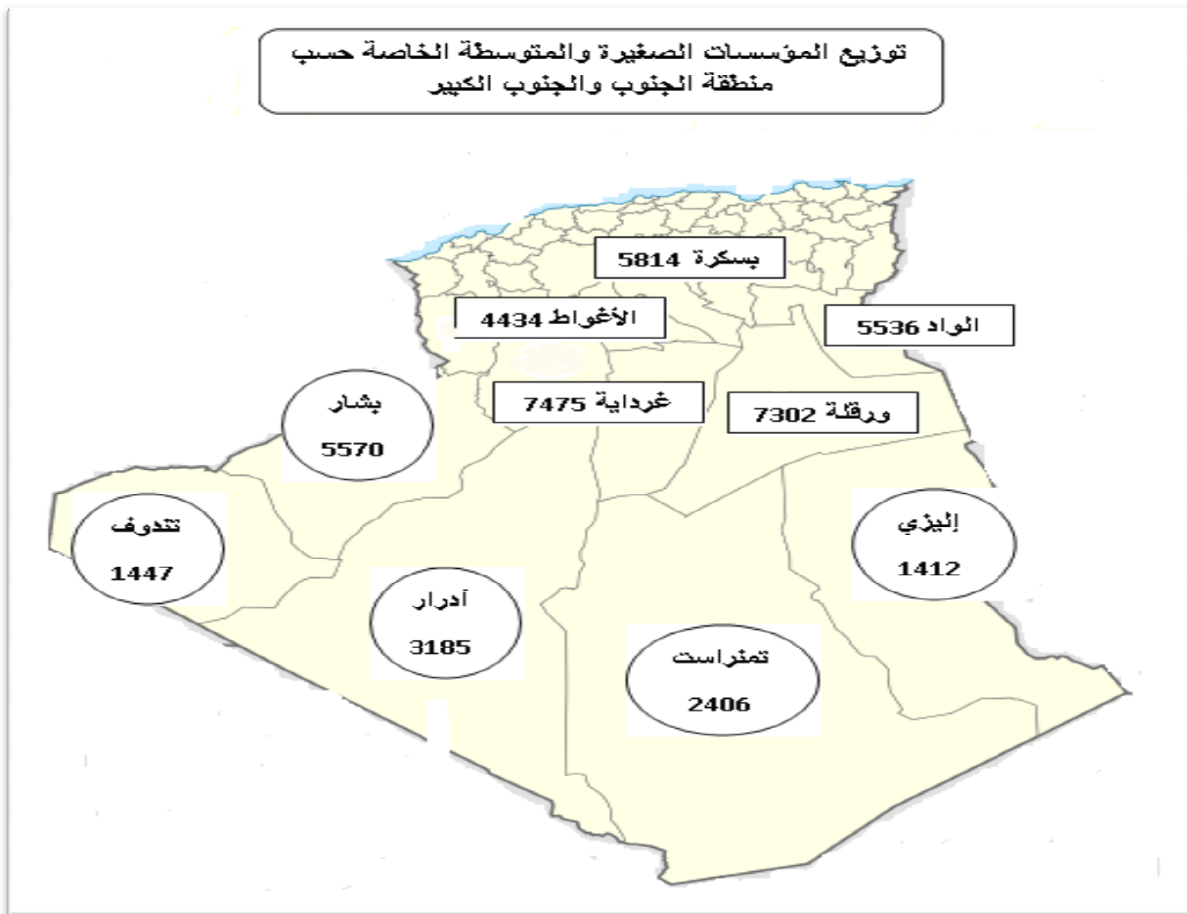 توزيع المؤسسات الصغيرة والمتوسطة الخاصة حسب
منطقة الجنوب والجنوب الكبير
بسكرة 5814
الأغواط 4434
الواد 5536
غرداية 7475
ورقلة 7302
بشار
5570
تندوف
1447
إليزي
1412
أدرار
3185
تمنراست
2406